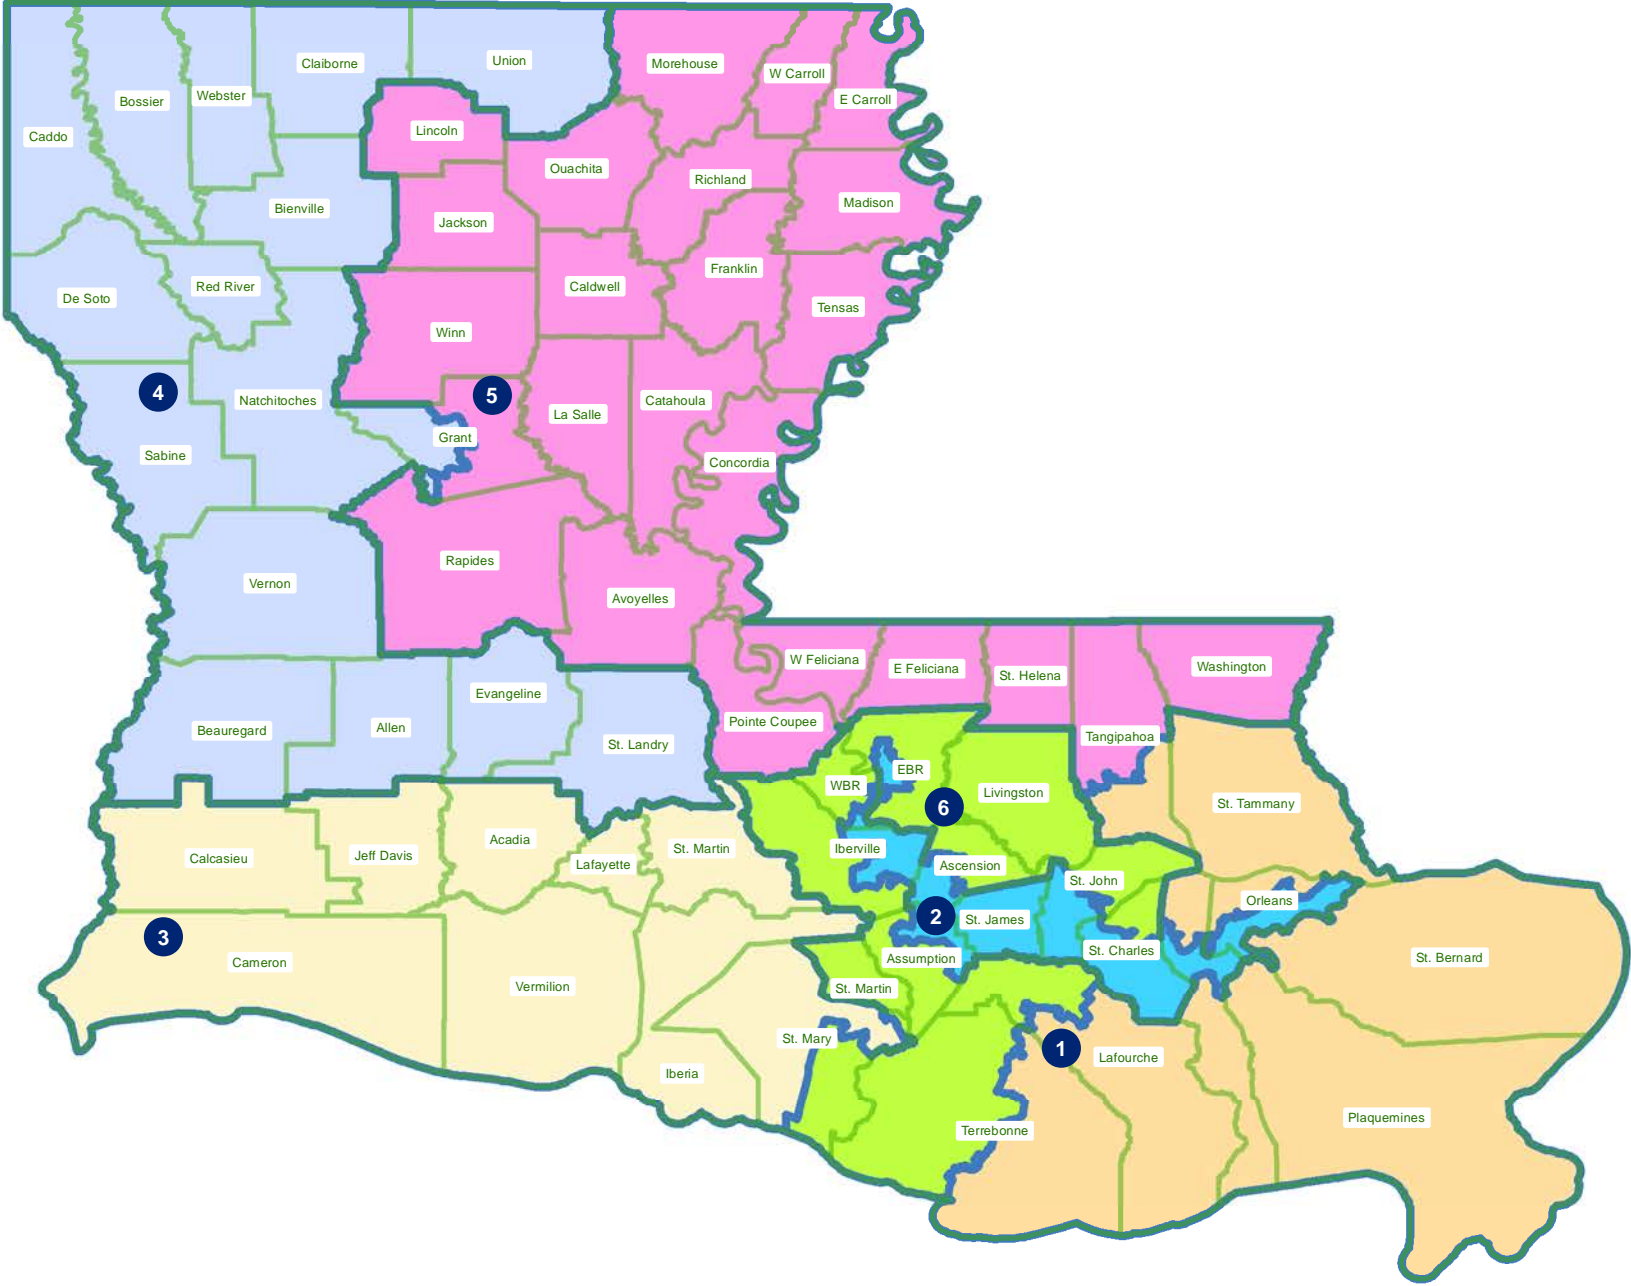 Claiborne
Union
Morehouse
W Carroll
Bossier
Webster
E Carroll
Caddo
Lincoln
Ouachita
Richland
Bienville
Jackson
Madison
Franklin
Red River
De Soto
Caldwell
Tensas
Winn
4
5
Natchitoches
La Salle
Catahoula
Grant
Sabine
Concordia
Rapides
Vernon
Avoyelles
W Feliciana
E Feliciana
St. Helena
Washington
Evangeline
Beauregard
Allen
St. Landry
Pointe Coupee
Tangipahoa
EBR
WBR
Livingston
6
St. Tammany
Calcasieu
Jeff Davis
Acadia
Lafayette
St. Martin
Iberville
Ascension
St. John
Orleans
3
2
St. James
Cameron
Assumption
St. Charles
St. Bernard
Vermilion
St. Martin
St. Mary
1
Lafourche
Iberia
Terrebonne
Plaquemines